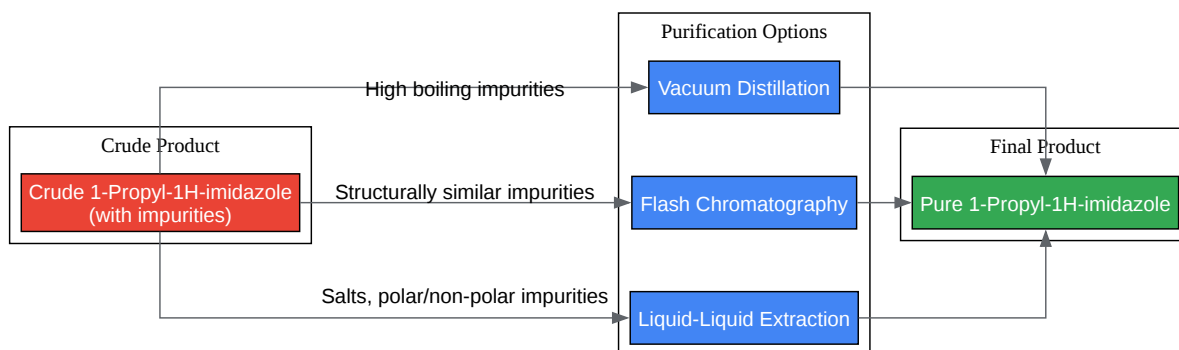 Purification Options
High boiling impurities
Vacuum Distillation
Crude Product
Final Product
Crude 1-Propyl-1H-imidazole
(with impurities)
Structurally similar impurities
Flash Chromatography
Pure 1-Propyl-1H-imidazole
Salts, polar/non-polar impurities
Liquid-Liquid Extraction